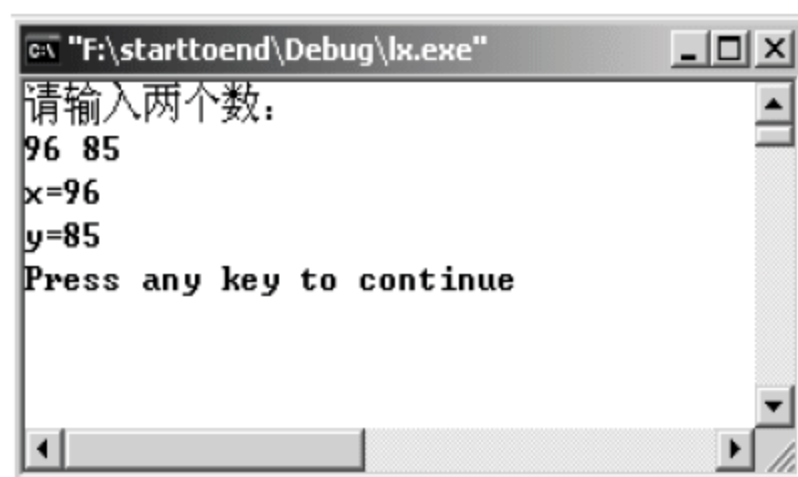 "F:\starttoend\Debug\lx.exe"
请输入两个数：
96 85
x=96
y=85
Press any key to continue